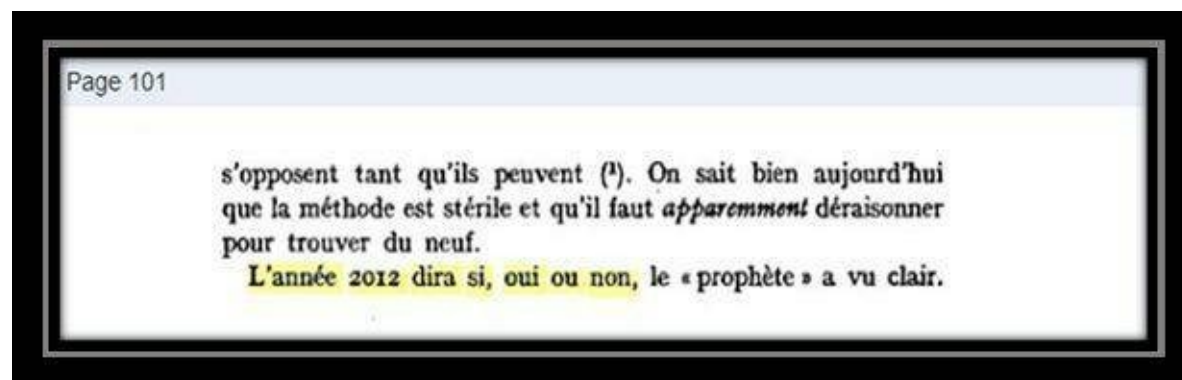 Page 101
s'opposent tant qu'ils peuvent (¹). On sait bien aujourd'hui
que la méthode est stérile et qu'il faut apparemment déraisonner
pour trouver du neuf.
L'année 2012 dira si, oui ou non, le « prophète » a vu clair.